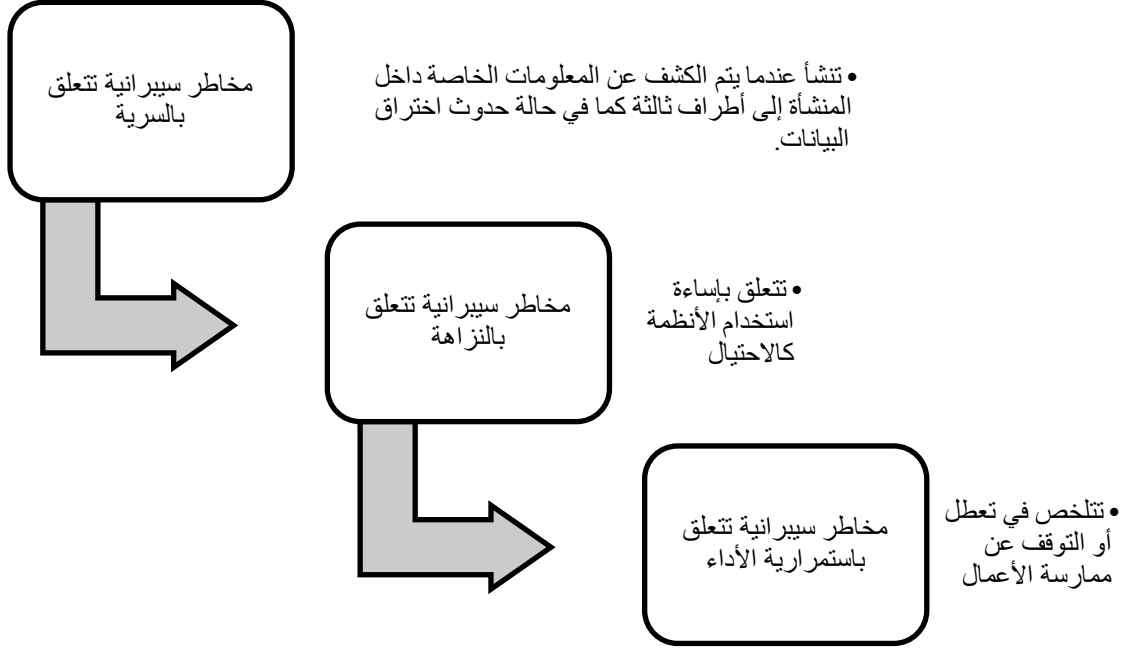 مخاطر سيبرانية تتعلق
بالسرية
• تنشأ عندما يتم الكشف عن المعلومات الخاصة داخل
المنشأة إلى أطراف ثالثة كما في حالة حدوث اختراق
البيانات.
مخاطر سيبرانية تتعلق
بالنزاهة
• تتعلق بإساءة
استخدام الأنظمة
كالاحتيال
مخاطر سيبرانية تتعلق
باستمرارية الأداء
• تتلخص في تعطل
أو التوقف عن
ممارسة الأعمال